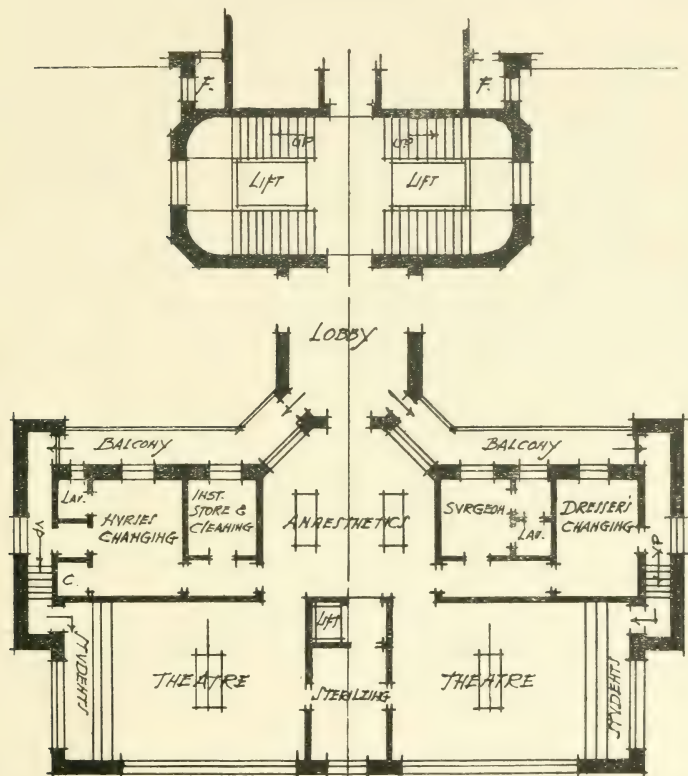 F.
F.
UP
UP
LIFT
LIFT
LOBBY
BALCONY
BALCONY
LAV.
NURSES
CHANGING
INST.
STORE &
CLEANING
ANAESTHETICS
SURGEON.
LAV.
DRESSER'S
CHANGING
UP
UP
C.
LIFT
STUDENTS
THEATRE
STERILIZING
THEATRE
STUDENTS